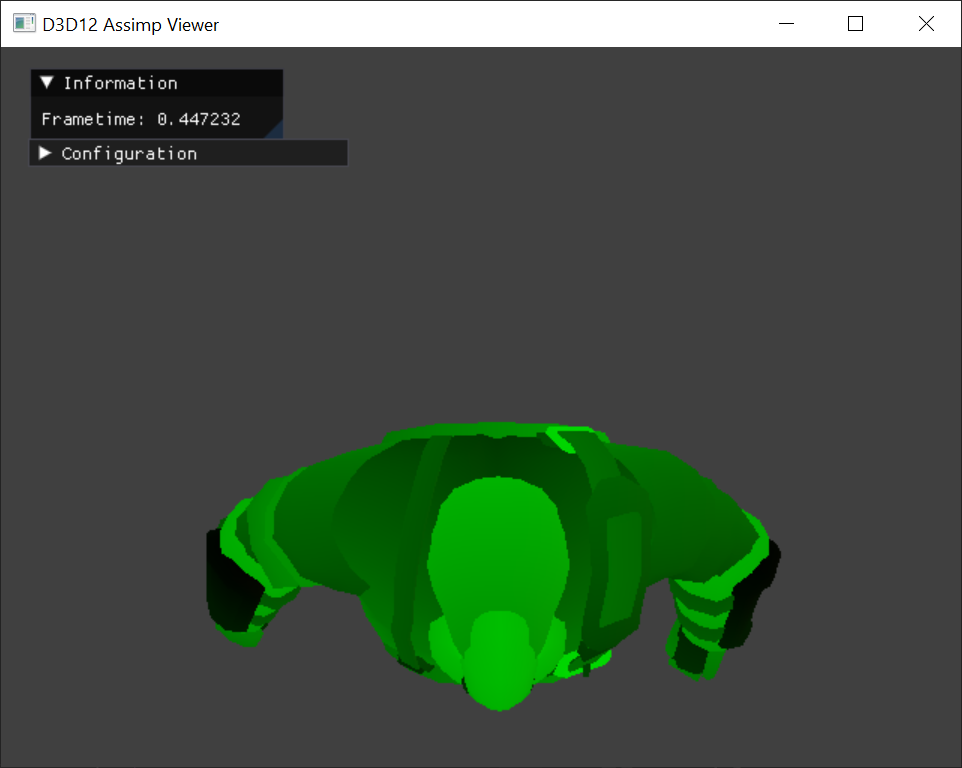 D3D12 Assimp Viewer
Information
Frametime: 0.447232
Configuration